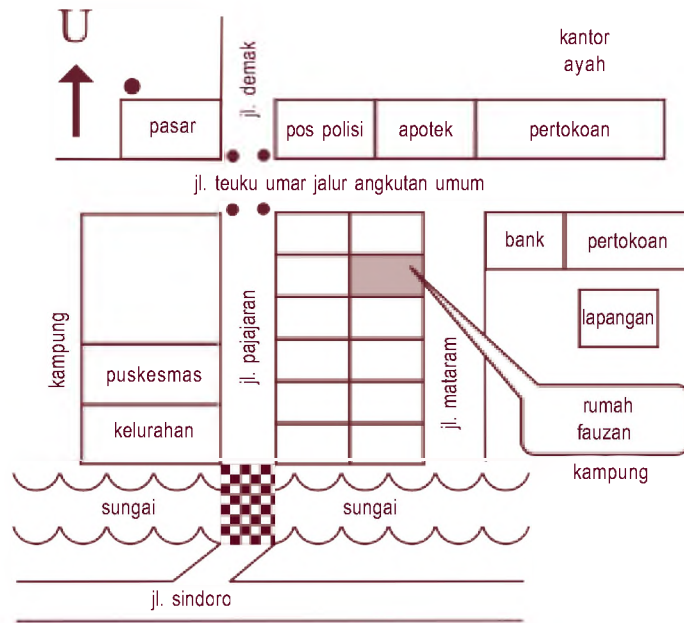 U
kantor
ayah
jl. demak
pasar
pos polisi
apotek
pertokoan
jl. teuku umar jalur angkutan umum
bank
pertokoan
kampung
jl. pajajaran
lapangan
puskesmas
jl. mataram
kelurahan
rumah
fauzan
kampung
sungai
sungai
jl. sindoro